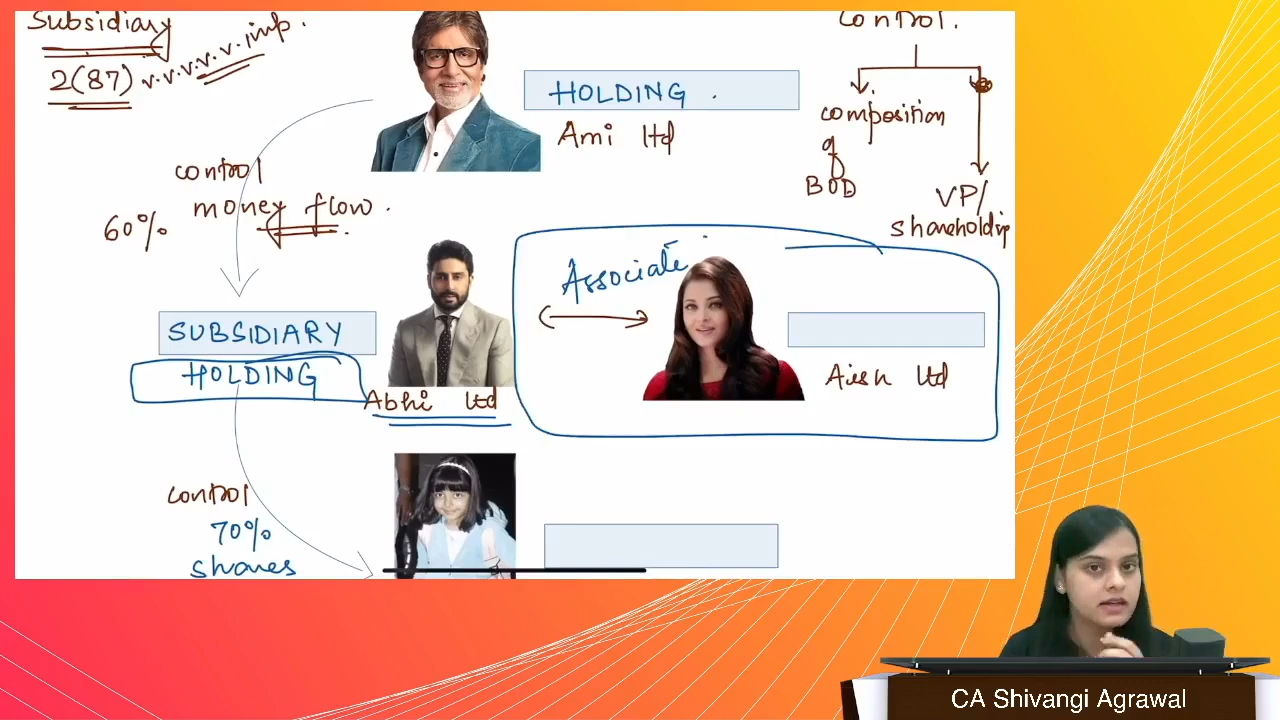 Subsidiary
2(87) v.v.v.v.v. imp.
HOLDING .
Ami ltd
control.
composition
of
BOD
VP/
shareholding
control
money flow.
60%
Associate
SUBSIDIARY
HOLDING
Abhi ltd
Aish ltd
control
70%
shares
CA Shivangi Agrawal